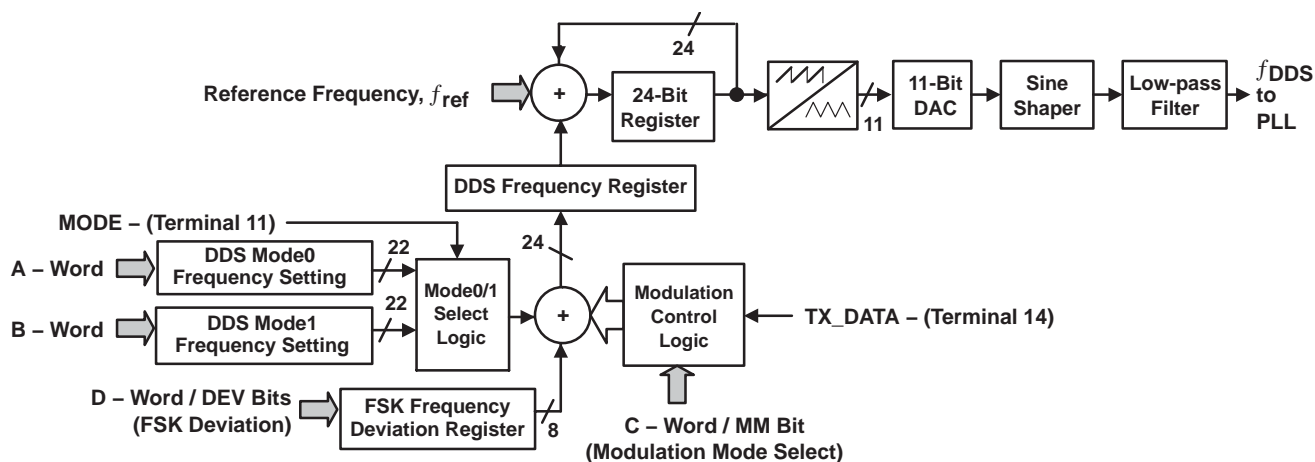 24
Reference Frequency, fref
+
24-Bit
Register
11
11-Bit
DAC
Sine
Shaper
Low-pass
Filter
fDDS
to
PLL
DDS Frequency Register
MODE – (Terminal 11)
24
A – Word
DDS Mode0
Frequency Setting
22
B – Word
DDS Mode1
Frequency Setting
22
Mode0/1
Select
Logic
+
Modulation
Control
Logic
TX_DATA – (Terminal 14)
D – Word / DEV Bits
(FSK Deviation)
FSK Frequency
Deviation Register
8
C – Word / MM Bit
(Modulation Mode Select)